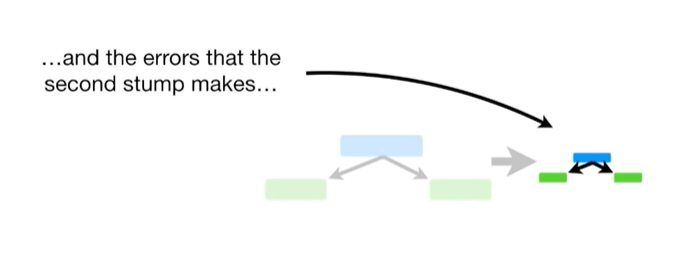 …and the errors that the
second stump makes…